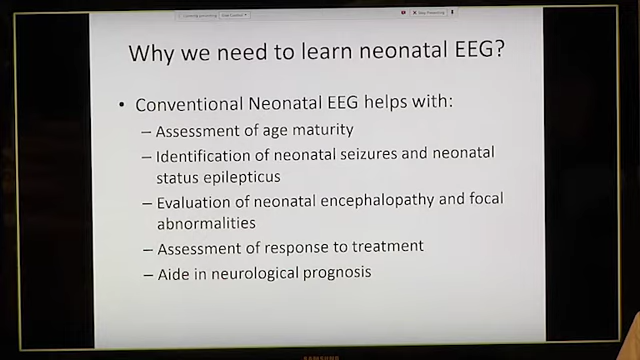 Why we need to learn neonatal EEG?
• Conventional Neonatal EEG helps with:
– Assessment of age maturity
– Identification of neonatal seizures and neonatal
status epilepticus
– Evaluation of neonatal encephalopathy and focal
abnormalities
– Assessment of response to treatment
– Aide in neurological prognosis
SAMSUNG